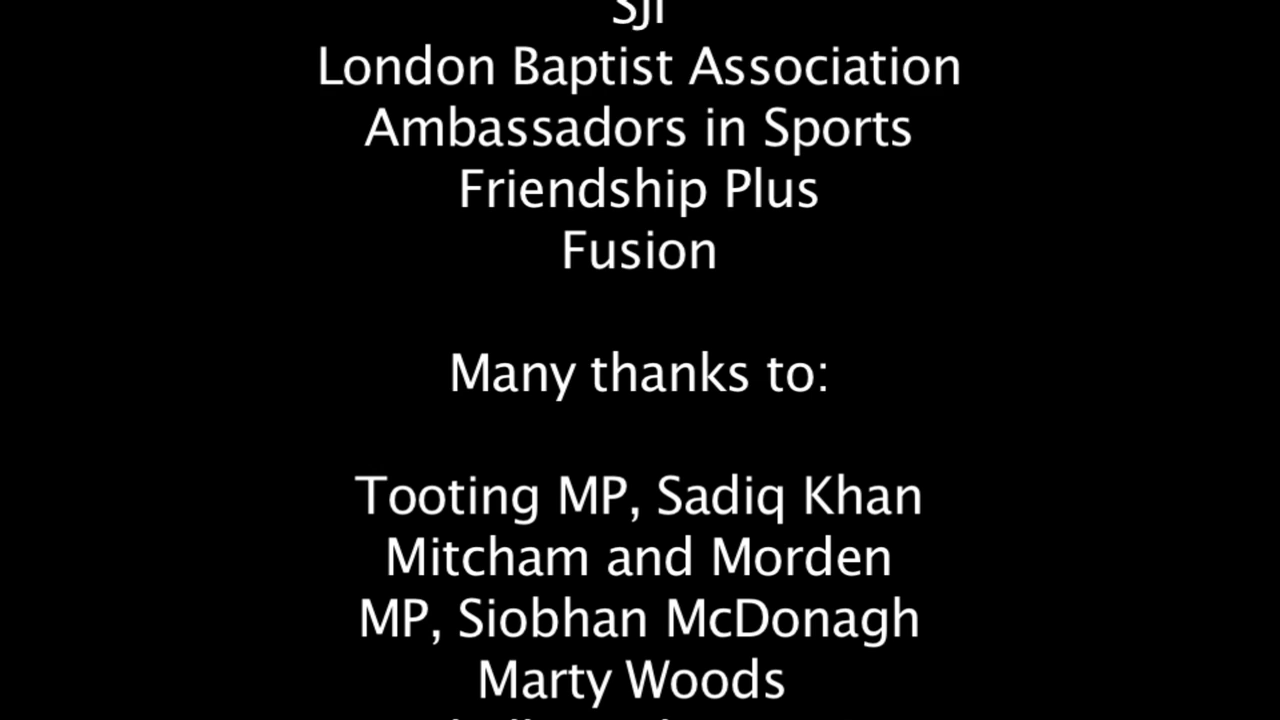 London Baptist Association
Ambassadors in Sports
Friendship Plus
Fusion
Many thanks to:
Tooting MP, Sadiq Khan
Mitcham and Morden
MP, Siobhan McDonagh
Marty Woods